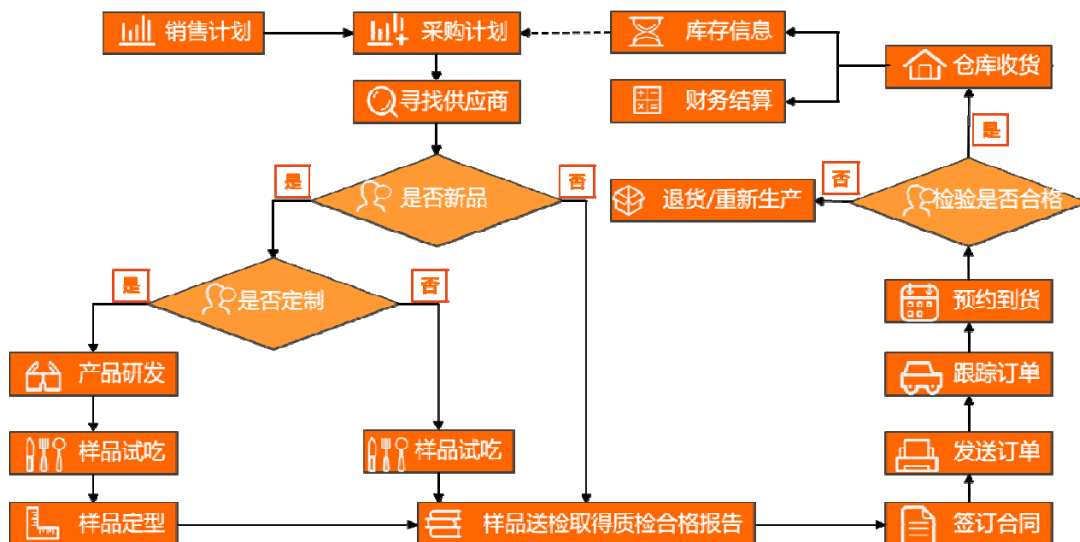 销售计划
采购计划
库存信息
仓库收货
寻找供应商
财务结算
是
是
否
是否新品
否
退货/重新生产
检验是否合格
是
否
是否定制
预约到货
产品研发
跟踪订单
样品试吃
样品试吃
发送订单
样品定型
样品送检取得质检合格报告
签订合同